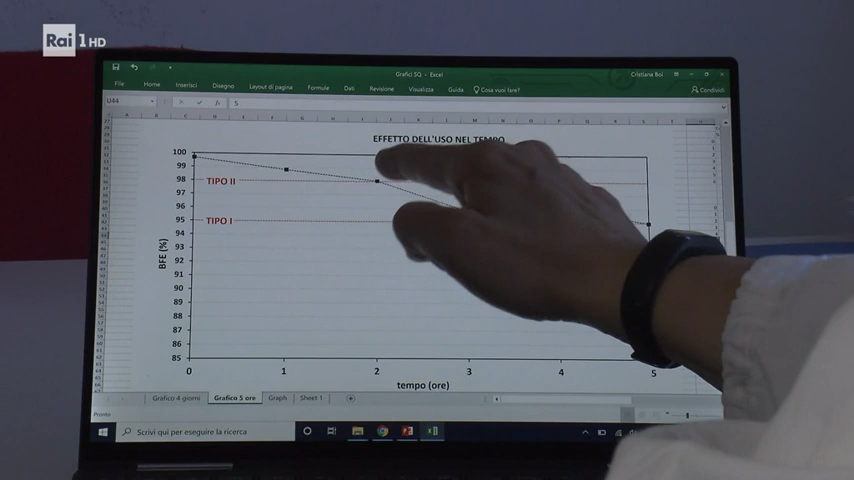 Rai 1 HD
Grafici SQ - Excel
Cristiana Boi
File Home Inserisci Disegno Layout di pagina Formule Dati Revisione Visualizza Guida Cosa vuoi fare?
Condividi
U44
fx 5
EFFETTO DELL'USO NEL TEMPO
100
99
98
TIPO II
96
95
TIPO I
94
93
92
91
90
89
88
87
86
85
BFE (%)
0 1 2 3 4 5
tempo (ore)
Grafico 4 giorni Grafico 5 ore Graph Sheet 1
Pronto
Scrivi qui per eseguire la ricerca